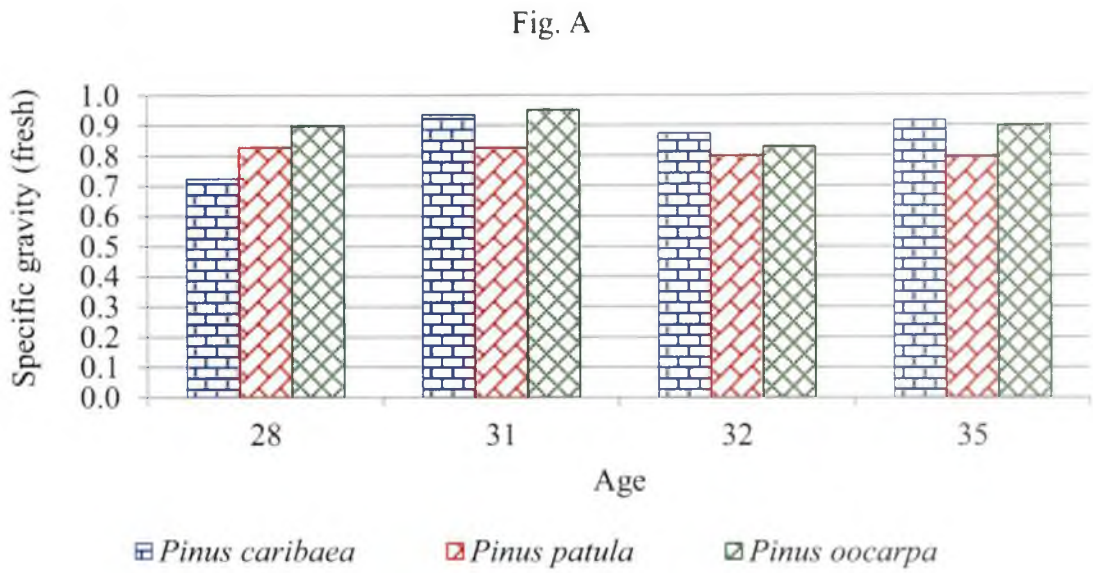 Fig. A
Specific gravity (fresh)
1.0
0.9
0.8
0.7
0.6
0.5
0.4
0.3
0.2
0.1
0.0
28 31 32 35
Age
Pinus caribaea Pinus patula Pinus oocarpa